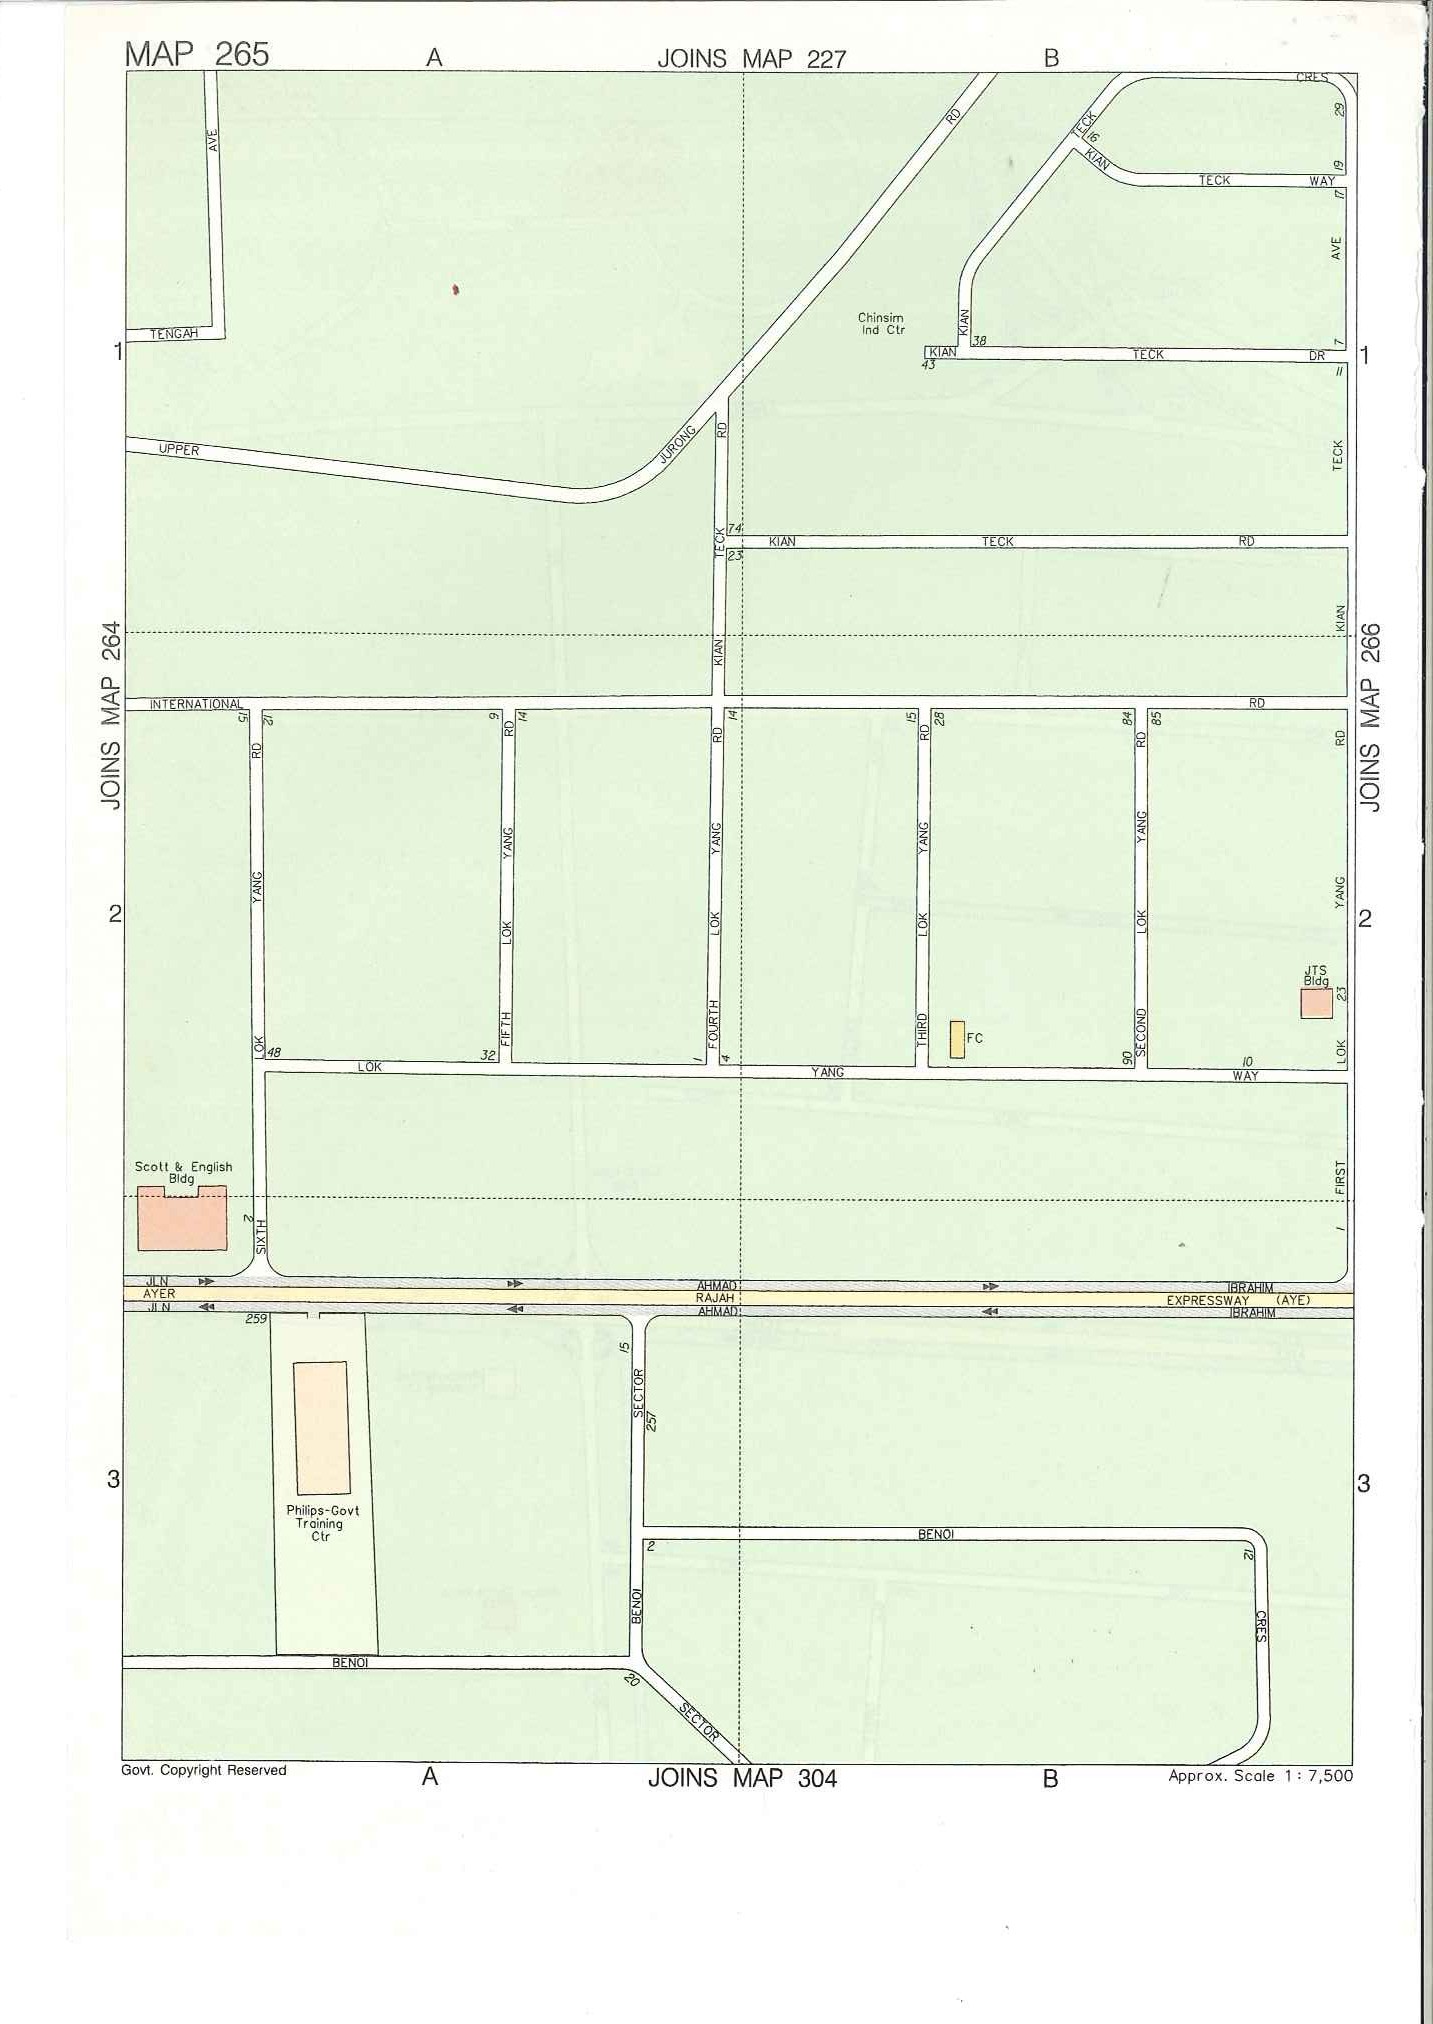 MAP 265
A
JOINS MAP 227
B
CRES
29
AVE
RD
TECK
16
KIAN
19
TECK WAY
17
AVE
Chinsim
Ind Ctr
KIAN
TENGAH
38
7
1
KIAN TECK DR
1
43
11
RD
JURONG
UPPER
TECK
74
TECK
KIAN TECK RD
23
KIAN
JOINS MAP 264
JOINS MAP 266
KIAN
INTERNATIONAL RD
15
12
9
14
14
15
28
84
85
RD
RD
RD
RD
RD
RD
YANG
YANG
YANG
YANG
YANG
YANG
2
2
LOK
LOK
LOK
LOK
JTS
Bldg
23
FIFTH
FOURTH
THIRD
SECOND
FC
LOK
LOK
48
32
1
4
90
10
LOK YANG WAY
Scott & English
Bldg
FIRST
2
SIXTH
1
JLN AHMAD IBRAHIM
AYER RAJAH EXPRESSWAY (AYE)
JLN AHMAD IBRAHIM
259
15
SECTOR
257
3
3
Philips-Govt
Training
Ctr
BENOI
2
12
BENOI
CRES
BENOI
20
SECTOR
Govt. Copyright Reserved
A
JOINS MAP 304
B
Approx. Scale 1 : 7,500